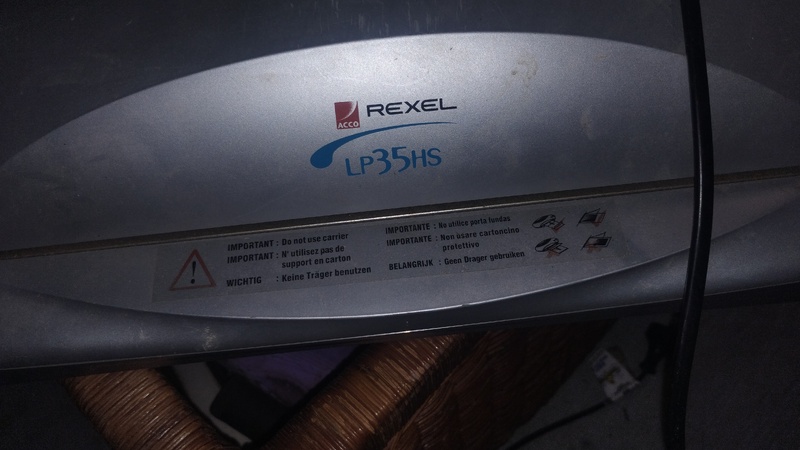 ACCO
REXEL
LP35HS
IMPORTANT : Do not use carrier
IMPORTANT : N' utilisez pas de
support en carton
WICHTIG : Keine Träger benutzen
IMPORTANTE : No utilice porta fundas
IMPORTANTE : Non osare cartoncino
protettivo
BELANGRIJK : Geen Drager gebruiken